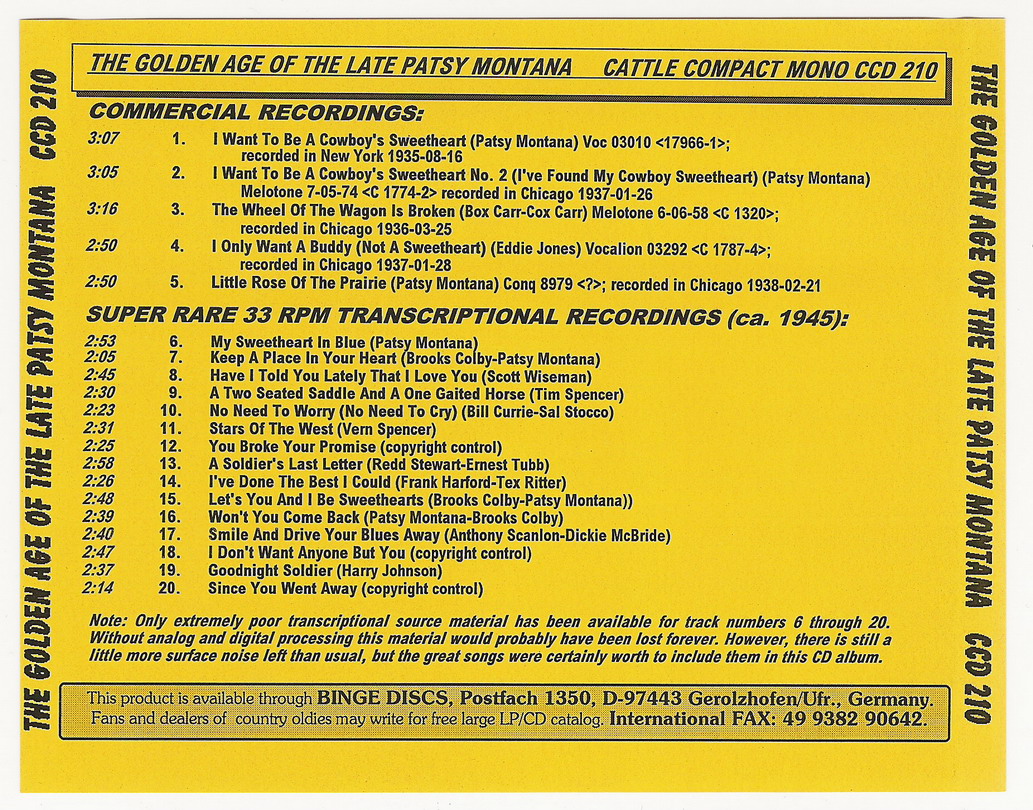 THE GOLDEN AGE OF THE LATE PATSY MONTANA CCD 210
THE GOLDEN AGE OF THE LATE PATSY MONTANA CATTLE COMPACT MONO CCD 210
COMMERCIAL RECORDINGS:
3:07 1. I Want To Be A Cowboy's Sweetheart (Patsy Montana) Voc 03010 <17966-1>;
recorded in New York 1935-08-16
3:05 2. I Want To Be A Cowboy's Sweetheart No. 2 (I've Found My Cowboy Sweetheart) (Patsy Montana)
Melotone 7-05-74 <C 1774-2> recorded in Chicago 1937-01-26
3:16 3. The Wheel Of The Wagon Is Broken (Box Carr-Cox Carr) Melotone 6-06-58 <C 1320>;
recorded in Chicago 1936-03-25
2:50 4. I Only Want A Buddy (Not A Sweetheart) (Eddie Jones) Vocalion 03292 <C 1787-4>;
recorded in Chicago 1937-01-28
2:50 5. Little Rose Of The Prairie (Patsy Montana) Conq 8979 <?>; recorded in Chicago 1938-02-21
SUPER RARE 33 RPM TRANSCRIPTIONAL RECORDINGS (ca. 1945):
2:53 6. My Sweetheart In Blue (Patsy Montana)
2:05 7. Keep A Place In Your Heart (Brooks Colby-Patsy Montana)
2:45 8. Have I Told You Lately That I Love You (Scott Wiseman)
2:30 9. A Two Seated Saddle And A One Gaited Horse (Tim Spencer)
2:23 10. No Need To Worry (No Need To Cry) (Bill Currie-Sal Stocco)
2:31 11. Stars Of The West (Vern Spencer)
2:25 12. You Broke Your Promise (copyright control)
2:58 13. A Soldier's Last Letter (Redd Stewart-Ernest Tubb)
2:26 14. I've Done The Best I Could (Frank Harford-Tex Ritter)
2:48 15. Let's You And I Be Sweethearts (Brooks Colby-Patsy Montana))
2:39 16. Won't You Come Back (Patsy Montana-Brooks Colby)
2:40 17. Smile And Drive Your Blues Away (Anthony Scanlon-Dickie McBride)
2:47 18. I Don't Want Anyone But You (copyright control)
2:37 19. Goodnight Soldier (Harry Johnson)
2:14 20. Since You Went Away (copyright control)
Note: Only extremely poor transcriptional source material has been available for track numbers 6 through 20.
Without analog and digital processing this material would probably have been lost forever. However, there is still a
little more surface noise left than usual, but the great songs were certainly worth to include them in this CD album.
This product is available through BINGE DISCS, Postfach 1350, D-97443 Gerolzhofen/Ufr., Germany.
Fans and dealers of country oldies may write for free large LP/CD catalog. International FAX: 49 9382 90642.
THE GOLDEN AGE OF THE LATE PATSY MONTANA CCD 210